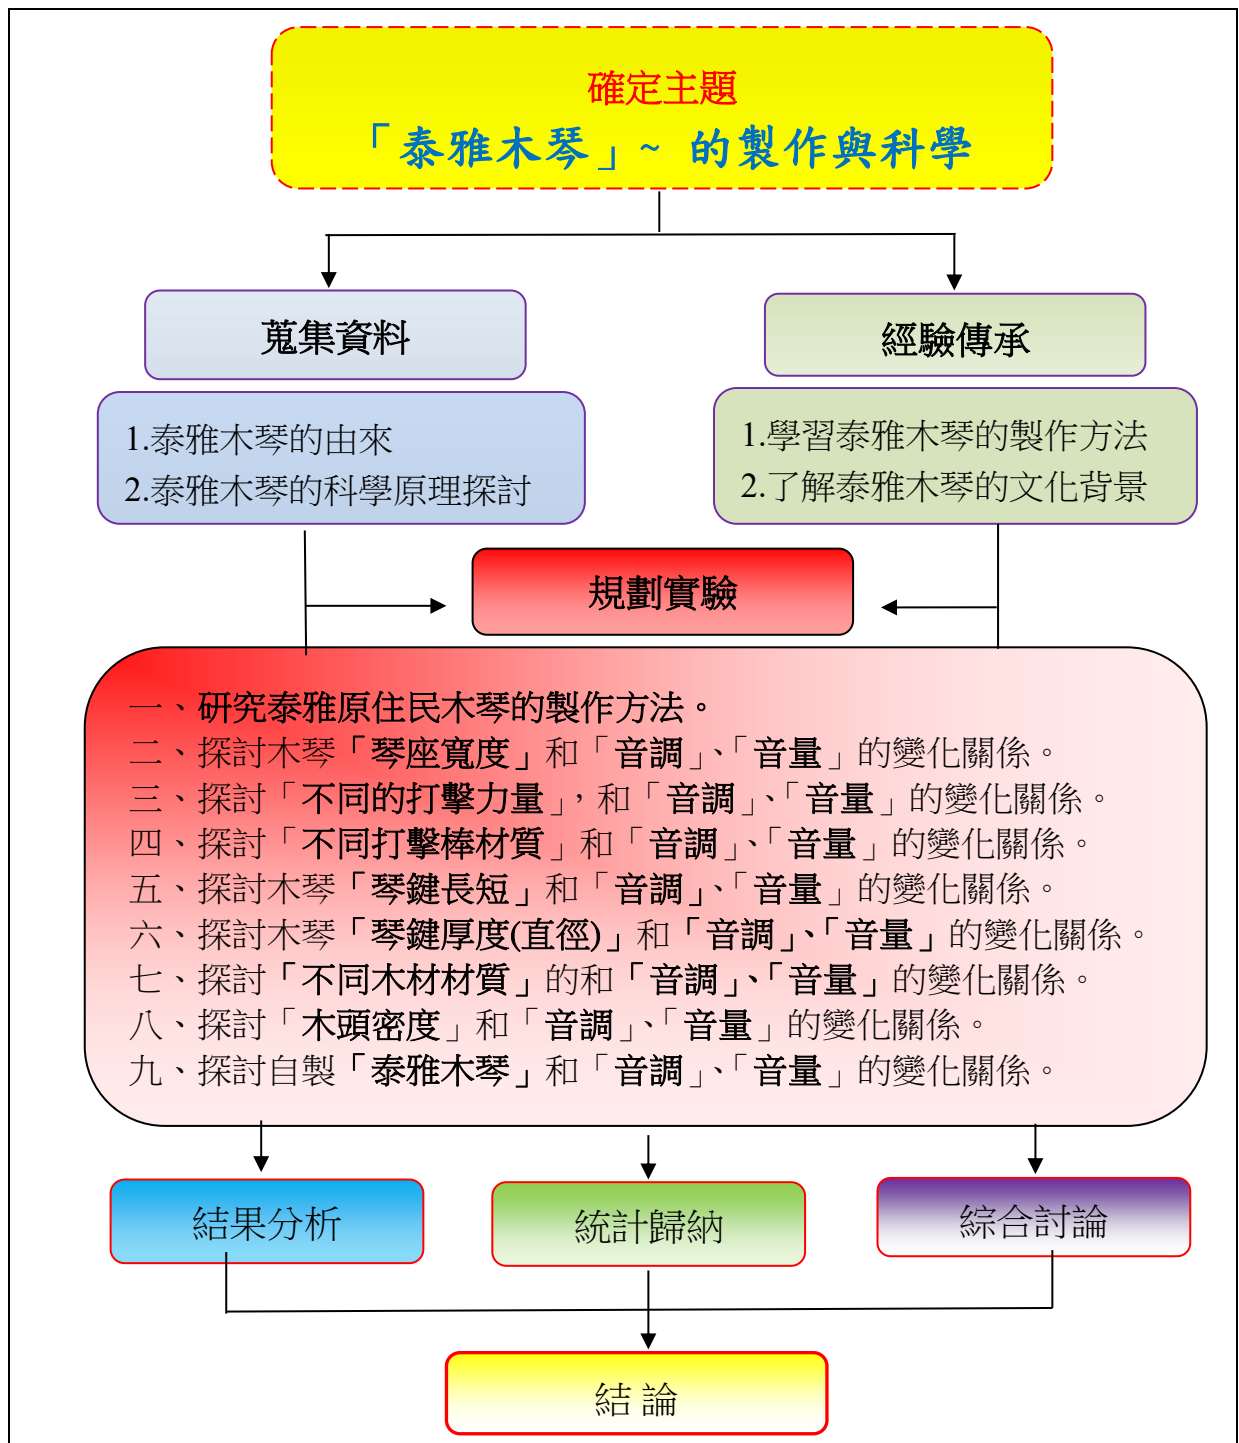 確定主題
「泰雅木琴」~ 的製作與科學
蒐集資料
經驗傳承
1.泰雅木琴的由來
2.泰雅木琴的科學原理探討
1.學習泰雅木琴的製作方法
2.了解泰雅木琴的文化背景
規劃實驗
一、研究泰雅原住民木琴的製作方法。
二、探討木琴「琴座寬度」和「音調」、「音量」的變化關係。
三、探討「不同的打擊力量」，和「音調」、「音量」的變化關係。
四、探討「不同打擊棒材質」和「音調」、「音量」的變化關係。
五、探討木琴「琴鍵長短」和「音調」、「音量」的變化關係。
六、探討木琴「琴鍵厚度(直徑)」和「音調」、「音量」的變化關係。
七、探討「不同木材材質」的和「音調」、「音量」的變化關係。
八、探討「木頭密度」和「音調」、「音量」的變化關係。
九、探討自製「泰雅木琴」和「音調」、「音量」的變化關係。
結果分析
統計歸納
綜合討論
結 論